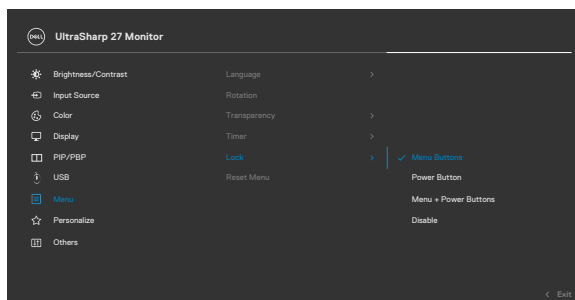 DELL UltraSharp 27 Monitor
Brightness/Contrast Language >
Input Source Rotation
Color Transparency >
Display Timer >
PIP/PBP Lock > ✓ Menu Buttons
USB Reset Menu Power Button
Menu Menu + Power Buttons
Personalize Disable
Others
< Exit